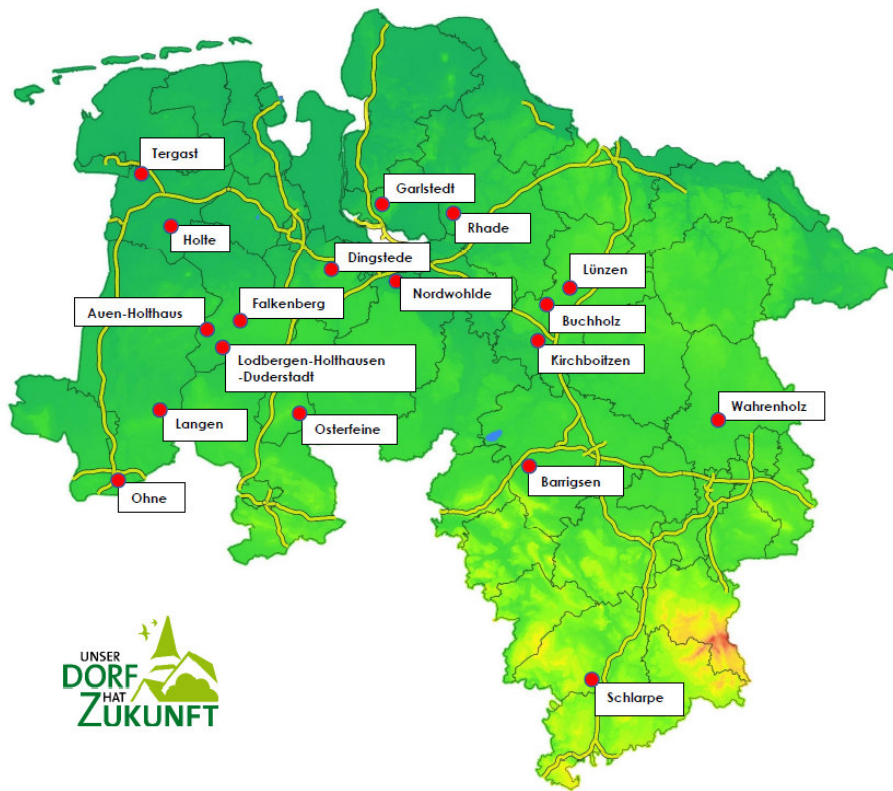 Tergast
Garlstedt
Rhade
Holte
Dingstede
Lünzen
Nordwohlde
Falkenberg
Auen-Holthaus
Buchholz
Kirchboitzen
Lodbergen-Holthausen
-Duderstadt
Wahrenholz
Langen
Osterfeine
Barrigsen
Ohne
UNSER
DORF
HAT
ZUKUNFT
Schlarpe